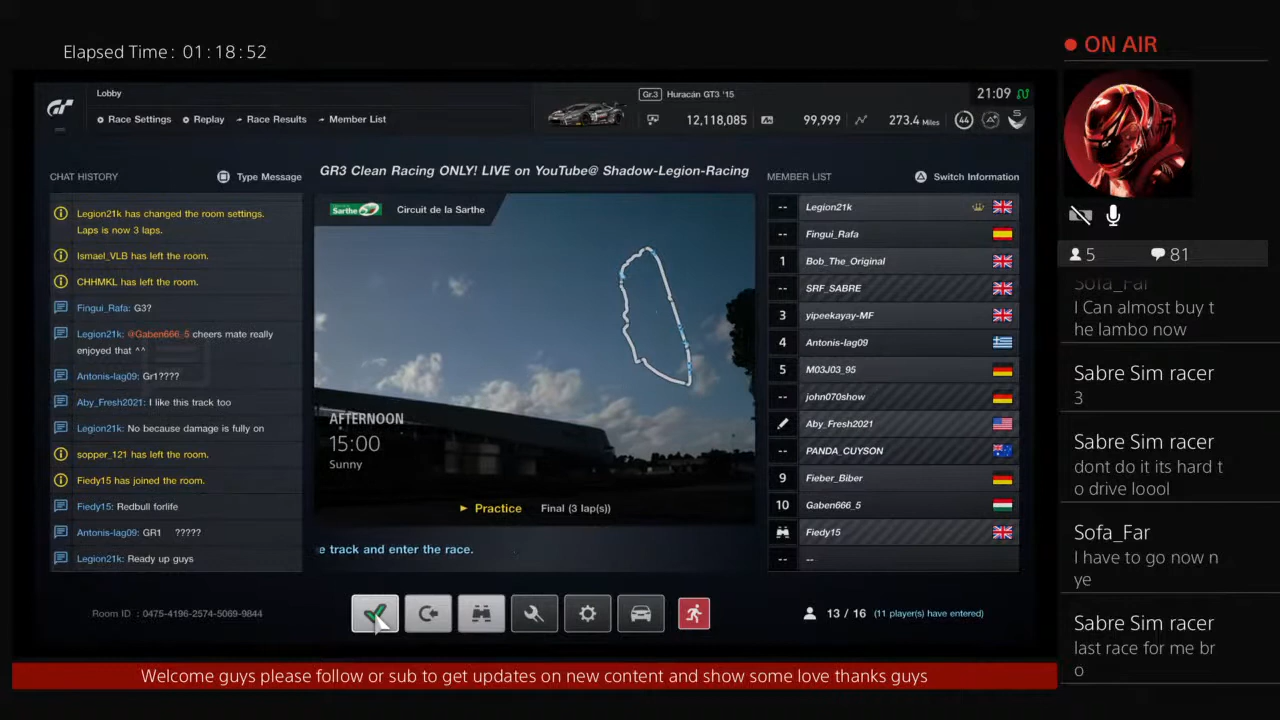 Elapsed Time: 01:18:52
ON AIR
Lobby
Gr.3 Huracán GT3 '15
21:09
Race Settings Replay Race Results Member List
12,118,085 99,999 273.4 Miles 44 S
CHAT HISTORY
Type Message
GR3 Clean Racing ONLY! LIVE on YouTube@ Shadow-Legion-Racing
MEMBER LIST
Switch Information
Legion21k has changed the room settings.
Laps is now 3 laps.
Ismael_VLB has left the room.
CHHMKL has left the room.
Fingui_Rafa: G3?
Legion21k: @Gaben666_5 cheers mate really
enjoyed that ^^
Antonis-lag09: Gr1????
Aby_Fresh2021: I like this track too
Legion21k: No because damage is fully on
sopper_121 has left the room.
Fiedy15 has joined the room.
Fiedy15: Redbull forlife
Antonis-lag09: GR1 ?????
Legion21k: Ready up guys
Sarthe Circuit de la Sarthe
AFTERNOON
15:00
Sunny
Practice Final (3 lap(s))
e track and enter the race.
-- Legion21k
-- Fingui_Rafa
1 Bob_The_Original
-- SRF_SABRE
3 yipeekayay-MF
4 Antonis-lag09
5 M03J03_95
-- john070show
Aby_Fresh2021
-- PANDA_CUYSON
9 Fieber_Biber
10 Gaben666_5
Fiedy15
-- --
Room ID : 0475-4196-2574-5069-9844
13 / 16 (11 player(s) have entered)
5 81
Sofa_Far
I Can almost buy t
he lambo now
Sabre Sim racer
3
Sabre Sim racer
dont do it its hard t
o drive loool
Sofa_Far
I have to go now n
ye
Sabre Sim racer
last race for me br
o
Welcome guys please follow or sub to get updates on new content and show some love thanks guys